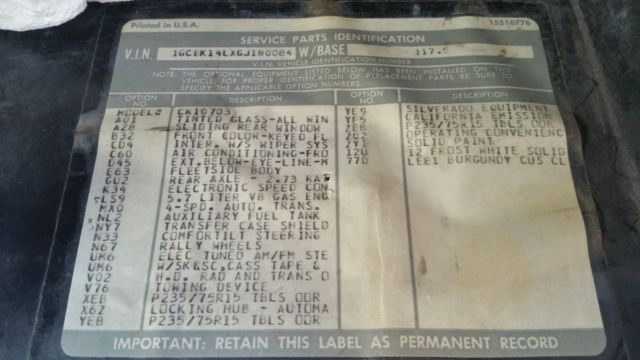 Printed in U.S.A. 15516776
SERVICE PARTS IDENTIFICATION
V.I.N. 1GCEK14LXGJ180084 W/BASE 117.5
V.I.N. VEHICLE IDENTIFICATION NUMBER
NOTE: THE OPTIONAL EQUIPMENT LISTED BELOW HAS BEEN INSTALLED ON THIS
VEHICLE. FOR PROPER IDENTIFICATION OF REPLACEMENT PARTS BE SURE TO
SPECIFY THE APPLICABLE OPTION NUMBERS.
OPTION NO. DESCRIPTION OPTION NO. DESCRIPTION
MODEL# CK10703
A01 TINTED GLASS-ALL WIN
A28 SLIDING REAR WINDOW
B32 FRONT COLOR-KEYED FL
CD4 INTER. W/S WIPER SYS
C60 AIR CONDITIONING-FRO
D45 EXT.BELOW-EYE-LINE-M
E63 FLEETSIDE BODY
GU2 REAR AXLE - 2.73 RAT
K34 ELECTRONIC SPEED CON
LS9 5.7 LITER V8 GAS ENG
MX0 4-SPD. AUTO. TRANS.
NL2 AUXILIARY FUEL TANK
NY7 TRANSFER CASE SHIELD
N33 COMFORTILT STEERING
N67 RALLY WHEELS
UM6 ELEC TUNED AM/FM STE
UM6 W/SK&SC,CASS TAPE &
V02 H.D. RAD AND TRANS O
V76 TOWING DEVICE
XEB P235/75R15 TBLS OOR
X6Z LOCKING HUB - AUTOMA
YEB P235/75R15 TBLS OOR
YE9 SILVERADO EQUIPMENT
YF5 CALIFORNIA EMISSION
ZEB P235/75R15 TBLS OOR
ZQ2 OPERATING CONVENIENC
ZY1 SOLID PAINT
12U 12 FROST WHITE SOLID
77D LEE1 BURGUNDY CUS CL
IMPORTANT: RETAIN THIS LABEL AS PERMANENT RECORD